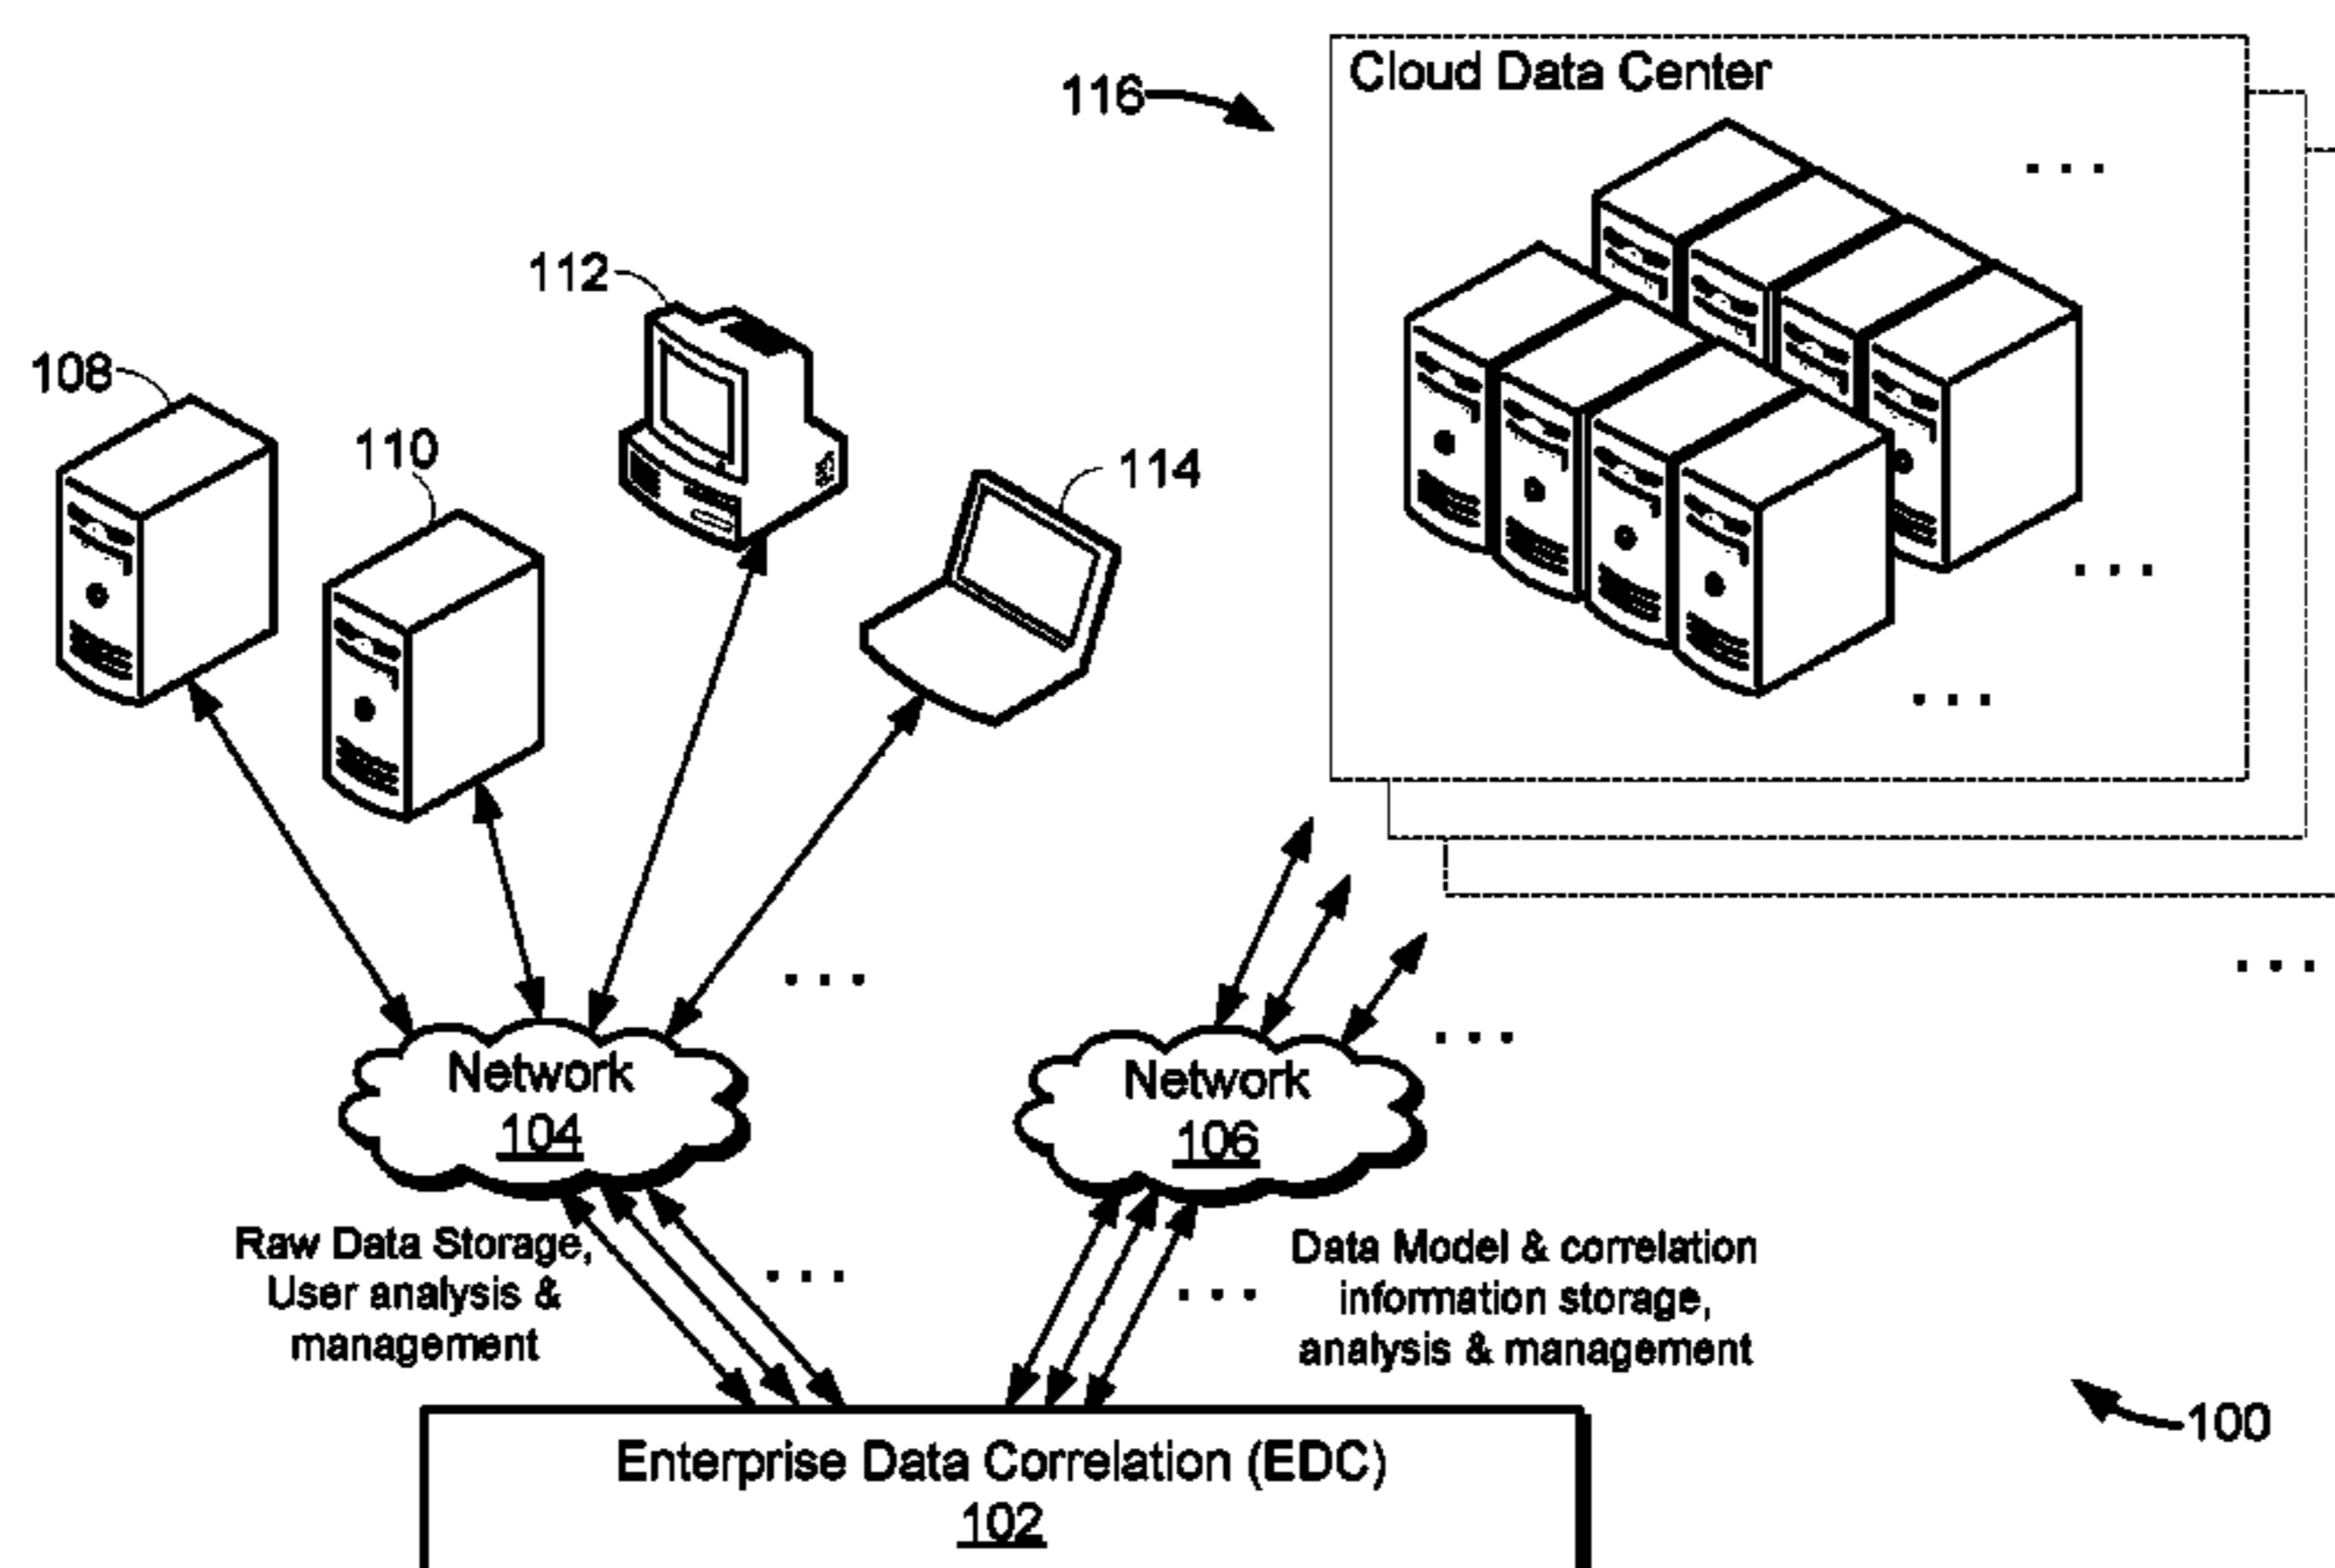 116
Cloud Data Center
112
108
110
114
Network
104
Network
106
Raw Data Storage,
User analysis &
management
Data Model & correlation
information storage,
analysis & management
100
Enterprise Data Correlation (EDC)
102